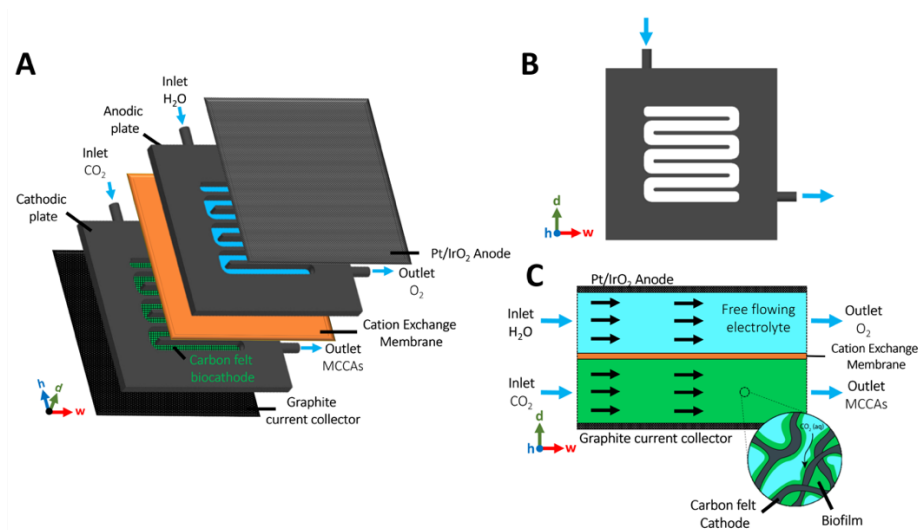 A
Inlet
H2O
Anodic
plate
Inlet
CO2
Cathodic
plate
Pt/IrO2 Anode
Outlet
O2
Cation Exchange
Membrane
Carbon felt
biocathode
Outlet
MCCAs
Graphite
current collector
h
d
w
B
d
h
w
C
Pt/IrO2 Anode
Inlet
H2O
Free flowing
electrolyte
Outlet
O2
Cation Exchange
Membrane
Inlet
CO2
Outlet
MCCAs
d
h
w
Graphite current collector
CO2 (aq)
Carbon felt
Cathode
Biofilm